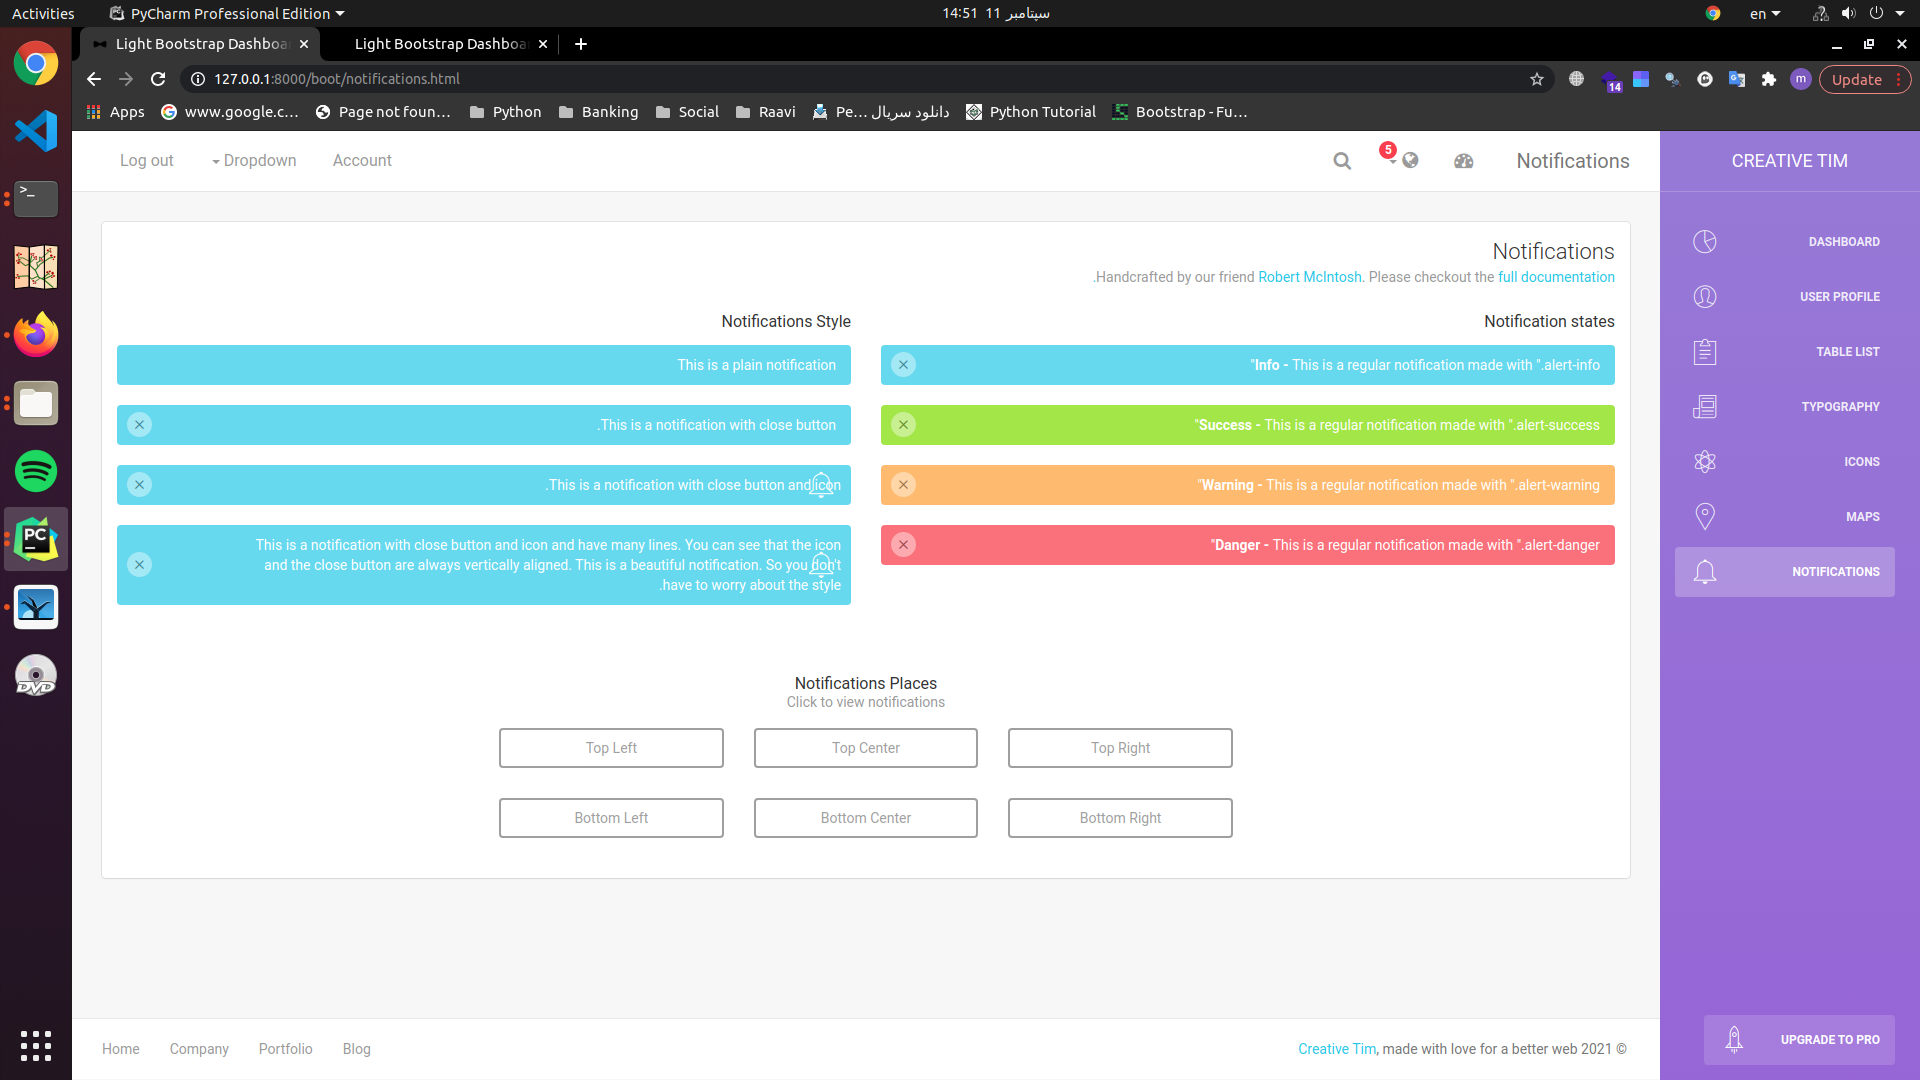 Activities
PyCharm Professional Edition
14:51 11 سپتامبر
en
Light Bootstrap Dashboa
Light Bootstrap Dashboa
127.0.0.1:8000/boot/notifications.html
14
m
Update
Apps
www.google.c...
Page not foun...
Python
Banking
Social
Raavi
دانلود سریال ...Pe
Python Tutorial
Bootstrap - Fu...
Log out
Dropdown
Account
5
Notifications
CREATIVE TIM
DASHBOARD
USER PROFILE
TABLE LIST
TYPOGRAPHY
ICONS
MAPS
NOTIFICATIONS
UPGRADE TO PRO
Notifications
.Handcrafted by our friend Robert McIntosh. Please checkout the full documentation
Notifications Style
This is a plain notification
.This is a notification with close button
.This is a notification with close button and icon
This is a notification with close button and icon and have many lines. You can see that the icon
and the close button are always vertically aligned. This is a beautiful notification. So you don't
.have to worry about the style
Notification states
"Info - This is a regular notification made with ".alert-info
"Success - This is a regular notification made with ".alert-success
"Warning - This is a regular notification made with ".alert-warning
"Danger - This is a regular notification made with ".alert-danger
Notifications Places
Click to view notifications
Top Left
Top Center
Top Right
Bottom Left
Bottom Center
Bottom Right
Home
Company
Portfolio
Blog
Creative Tim, made with love for a better web 2021 ©
>_
PC
DVD